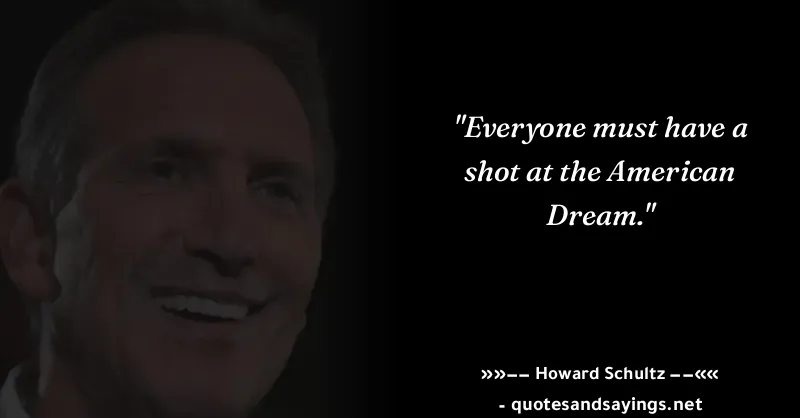 "Everyone must have a
shot at the American
Dream."
»»–– Howard Schultz ––««
- quotesandsayings.net